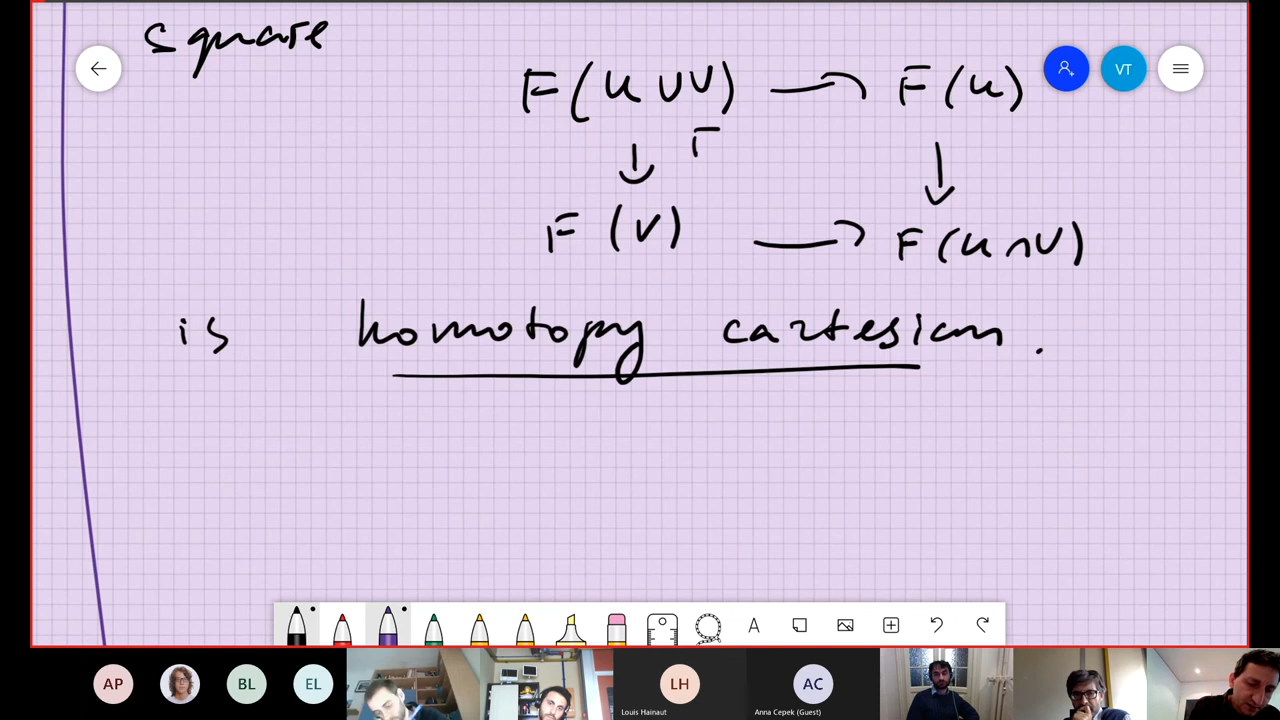 square
F(U∪V) → F(U)
↓ ⌜ ↓
F(V) → F(U∩V)
is homotopy cartesian.
VT
A
AP
BL
EL
LH
Louis Hainaut
AC
Anna Cepek (Guest)